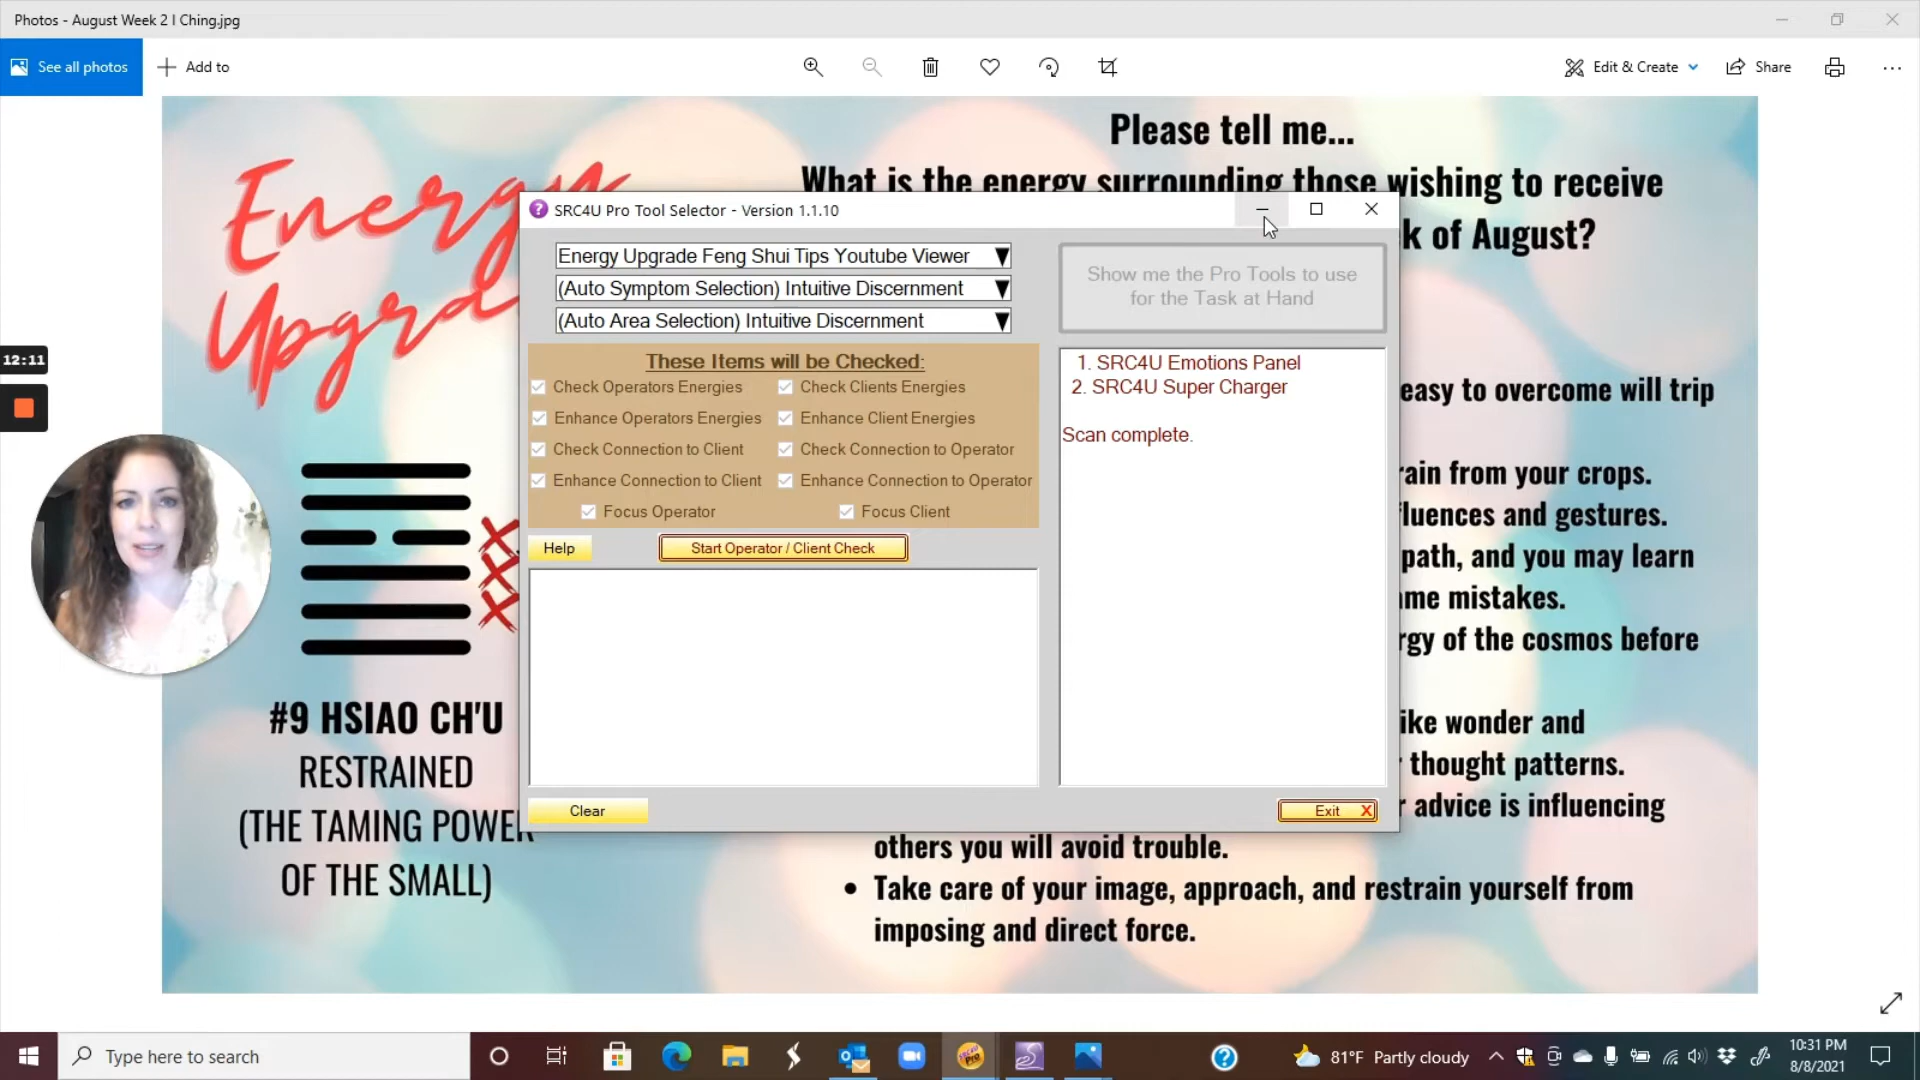 Photos - August Week 2 I Ching.jpg
See all photos
Add to
Edit & Create
Share
Energy
Upgra
Please tell me...
What is the energy surrounding those wishing to receive
k of August?
SRC4U Pro Tool Selector - Version 1.1.10
Energy Upgrade Feng Shui Tips Youtube Viewer
(Auto Symptom Selection) Intuitive Discernment
(Auto Area Selection) Intuitive Discernment
Show me the Pro Tools to use
for the Task at Hand
These Items will be Checked:
Check Operators Energies
Check Clients Energies
Enhance Operators Energies
Enhance Client Energies
Check Connection to Client
Check Connection to Operator
Enhance Connection to Client
Enhance Connection to Operator
Focus Operator
Focus Client
Help
Start Operator / Client Check
Clear
1. SRC4U Emotions Panel
2. SRC4U Super Charger
Scan complete.
Exit X
12:11
easy to overcome will trip
rain from your crops.
fluences and gestures.
path, and you may learn
ame mistakes.
rgy of the cosmos before
ike wonder and
thought patterns.
r advice is influencing
others you will avoid trouble.
• Take care of your image, approach, and restrain yourself from
imposing and direct force.
#9 HSIAO CH'U
RESTRAINED
(THE TAMING POWER
OF THE SMALL)
Type here to search
SRC4U
Pro
81°F Partly cloudy
10:31 PM
8/8/2021